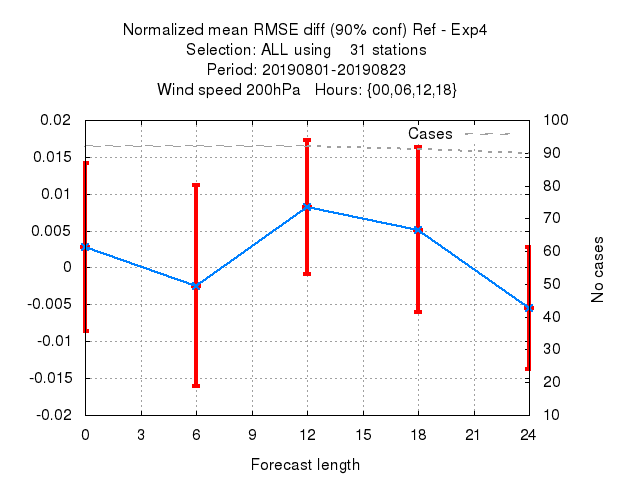 Normalized mean RMSE diff (90% conf) Ref - Exp4
Selection: ALL using    31 stations
Period: 20190801-20190823
Wind speed 200hPa   Hours: {00,06,12,18}
0.02
0.015
0.01
0.005
0
-0.005
-0.01
-0.015
-0.02
Cases
100
90
80
70
60
50
40
30
20
10
No cases
0 3 6 9 12 15 18 21 24
Forecast length